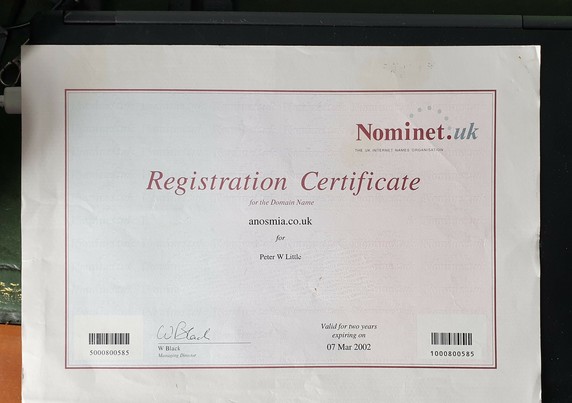 Nominet.uk
THE UK INTERNET NAMES ORGANISATION
Registration Certificate
for the Domain Name
anosmia.co.uk
for
Peter W Little
W Black
W Black
Managing Director
Valid for two years
expiring on
07 Mar 2002
5000800585
1000800585